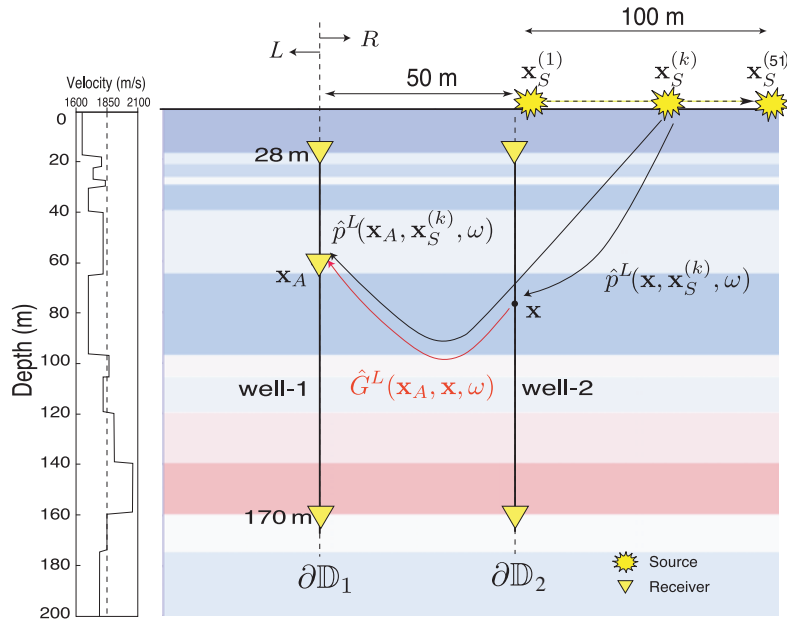 100 m
L
R
x_S^(1)
x_S^(k)
x_S^(51)
50 m
Velocity (m/s)
1600 1850 2100
Depth (m)
0
20
40
60
80
100
120
140
160
180
200
28 m
p̂^L(x_A, x_S^(k), ω)
x_A
p̂^L(x, x_S^(k), ω)
x
Ĝ^L(x_A, x, ω)
well-1
well-2
170 m
∂𝔻_1
∂𝔻_2
Source
Receiver